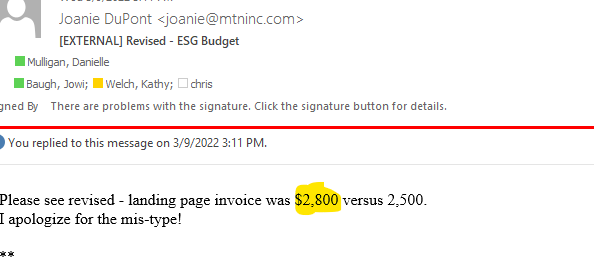 Joanie DuPont <joanie@mtninc.com>
[EXTERNAL] Revised - ESG Budget
Mulligan, Danielle
Baugh, Jowi; Welch, Kathy; chris
gned By There are problems with the signature. Click the signature button for details.
You replied to this message on 3/9/2022 3:11 PM.
Please see revised - landing page invoice was $2,800 versus 2,500.
I apologize for the mis-type!
**